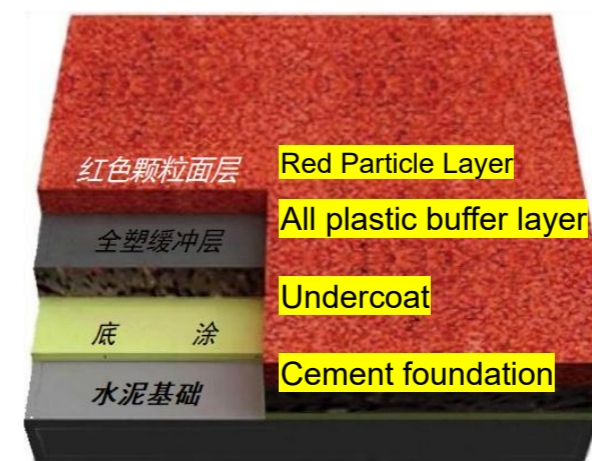 红色颗粒面层
Red Particle Layer
全塑缓冲层
All plastic buffer layer
底 涂
Undercoat
水泥基础
Cement foundation